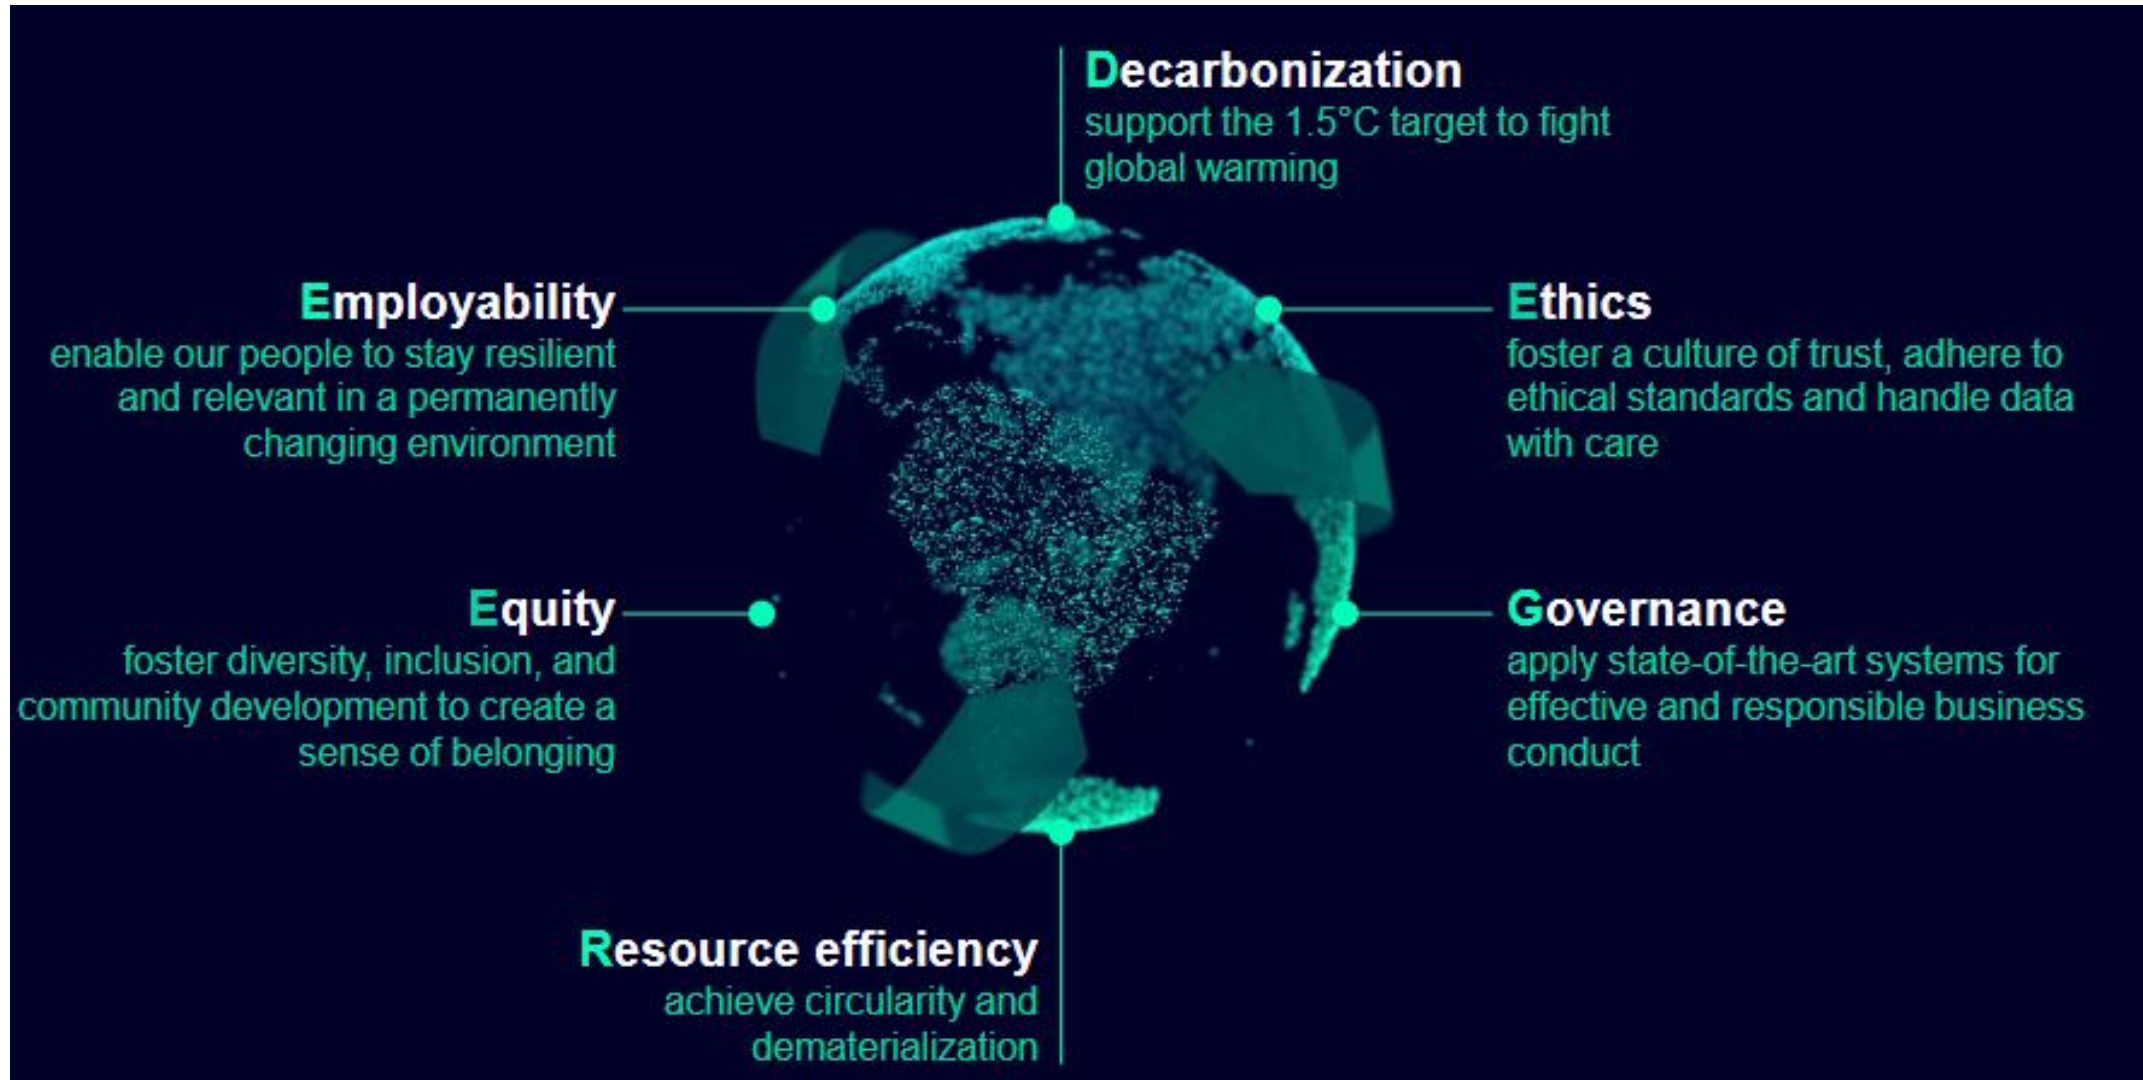 Decarbonization
support the 1.5°C target to fight
global warming
Ethics
foster a culture of trust, adhere to
ethical standards and handle data
with care
Governance
apply state-of-the-art systems for
effective and responsible business
conduct
Resource efficiency
achieve circularity and
dematerialization
Equity
foster diversity, inclusion, and
community development to create a
sense of belonging
Employability
enable our people to stay resilient
and relevant in a permanently
changing environment